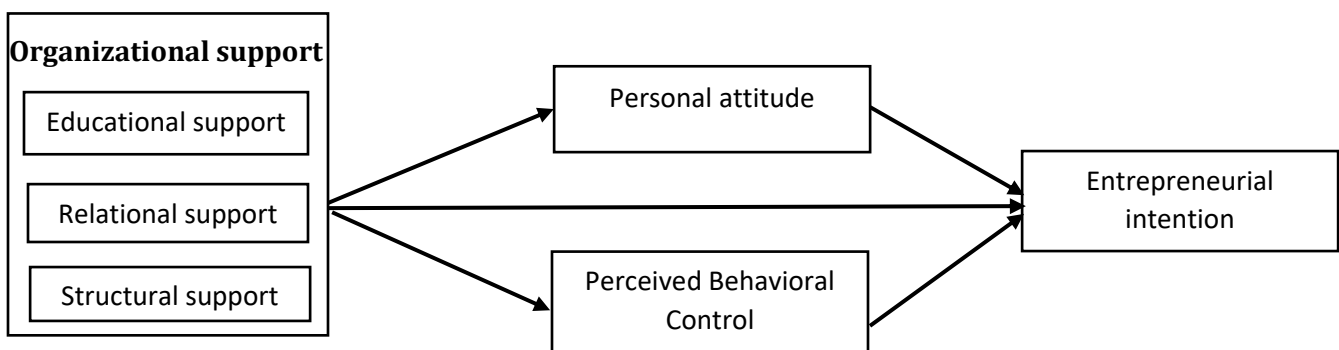 Organizational support
Educational support
Relational support
Structural support
Personal attitude
Perceived Behavioral
Control
Entrepreneurial
intention